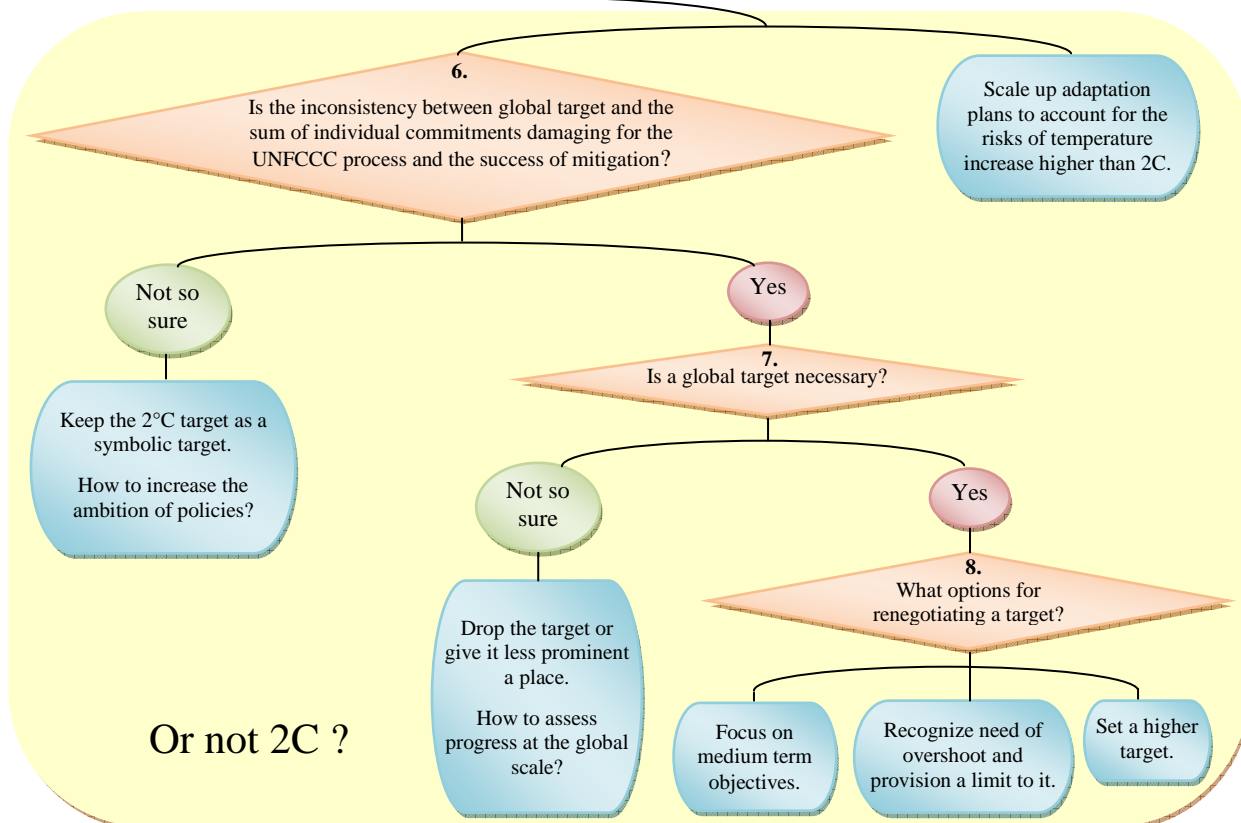 6.
Is the inconsistency between global target and the
sum of individual commitments damaging for the
UNFCCC process and the success of mitigation?
Scale up adaptation
plans to account for the
risks of temperature
increase higher than 2C.
Not so
sure
Yes
Keep the 2°C target as a
symbolic target.
How to increase the
ambition of policies?
7.
Is a global target necessary?
Not so
sure
Yes
Drop the target or
give it less prominent
a place.
How to assess
progress at the global
scale?
8.
What options for
renegotiating a target?
Focus on
medium term
objectives.
Recognize need of
overshoot and
provision a limit to it.
Set a higher
target.
Or not 2C ?